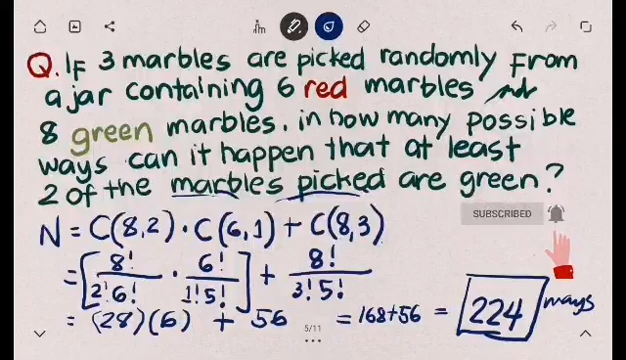 Q. If 3 marbles are picked randomly from
a jar containing 6 red marbles
8 green marbles, in how many possible
ways can it happen that at least
2 of the marbles picked are green?
SUBSCRIBED
N = C(8,2) · C(6,1) + C(8,3)
= [8!/2!6! · 6!/1!5!] + 8!/3!5!
= (28)(6) + 56 = 168+56 = 224 ways
5/11